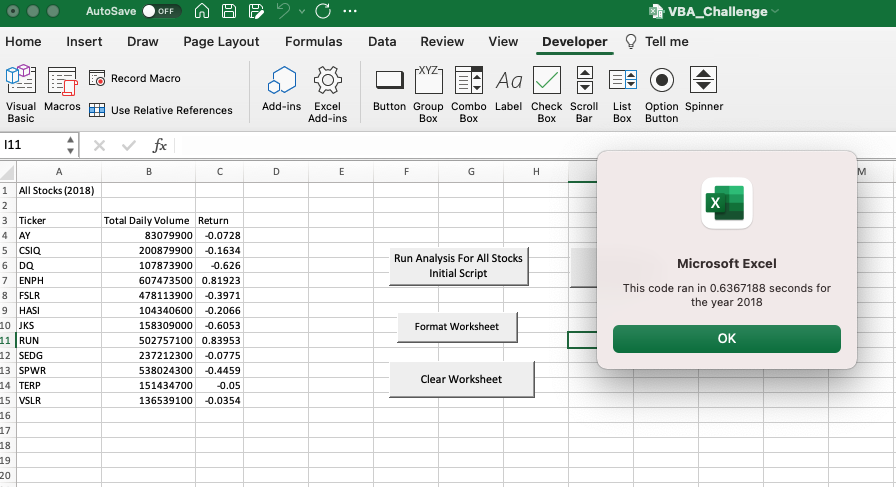 AutoSave OFF VBA_Challenge
Home Insert Draw Page Layout Formulas Data Review View Developer Tell me
Record Macro
Use Relative References
Visual Basic
Macros
Add-ins
Excel Add-ins
Button
Group Box
Combo Box
Label
Check Box
Scroll Bar
List Box
Option Button
Spinner
XYZ
Aa
I11 fx
A B C D E F G H M
1 All Stocks (2018)
2
3 Ticker Total Daily Volume Return
4 AY 83079900 -0.0728
5 CSIQ 200879900 -0.1634
6 DQ 107873900 -0.626
7 ENPH 607473500 0.81923
8 FSLR 478113900 -0.3971
9 HASI 104340600 -0.2066
10 JKS 158309000 -0.6053
11 RUN 502757100 0.83953
12 SEDG 237212300 -0.0775
13 SPWR 538024300 -0.4459
14 TERP 151434700 -0.05
15 VSLR 136539100 -0.0354
16
17
18
19
20
Run Analysis For All Stocks
Initial Script
Format Worksheet
Clear Worksheet
X
Microsoft Excel
This code ran in 0.6367188 seconds for
the year 2018
OK